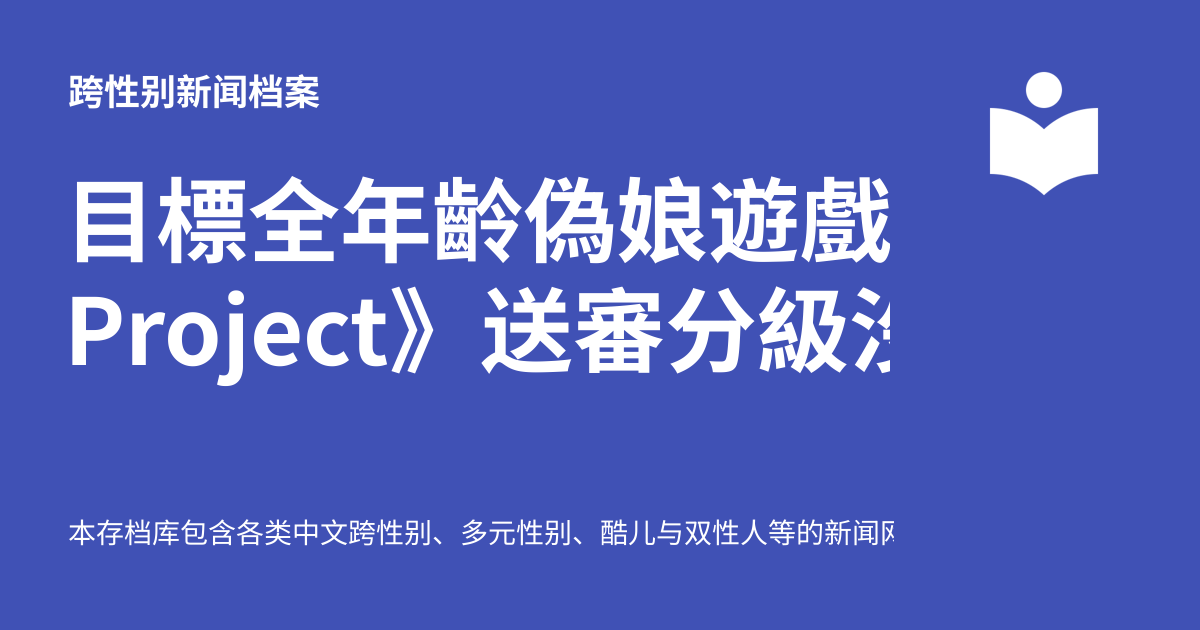 跨性别新闻档案
目標全年齡偽娘遊戲
Project》送審分級
本存档库包含各类中文跨性别、多元性别、酷儿与双性人等的新闻